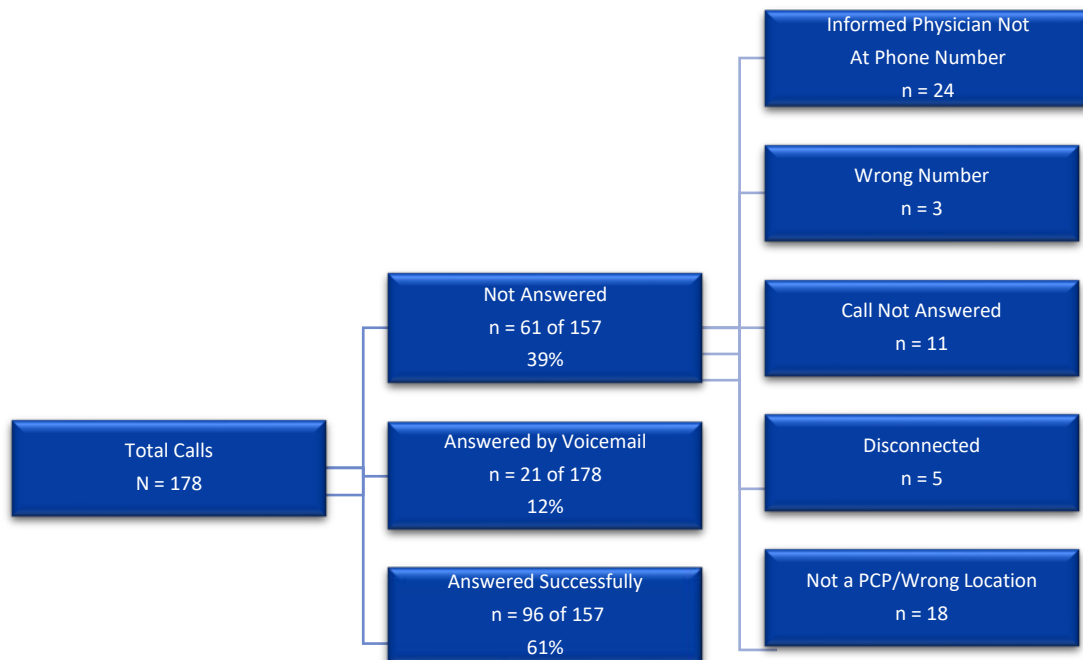 Total Calls
N = 178
Not Answered
n = 61 of 157
39%
Answered by Voicemail
n = 21 of 178
12%
Answered Successfully
n = 96 of 157
61%
Informed Physician Not
At Phone Number
n = 24
Wrong Number
n = 3
Call Not Answered
n = 11
Disconnected
n = 5
Not a PCP/Wrong Location
n = 18